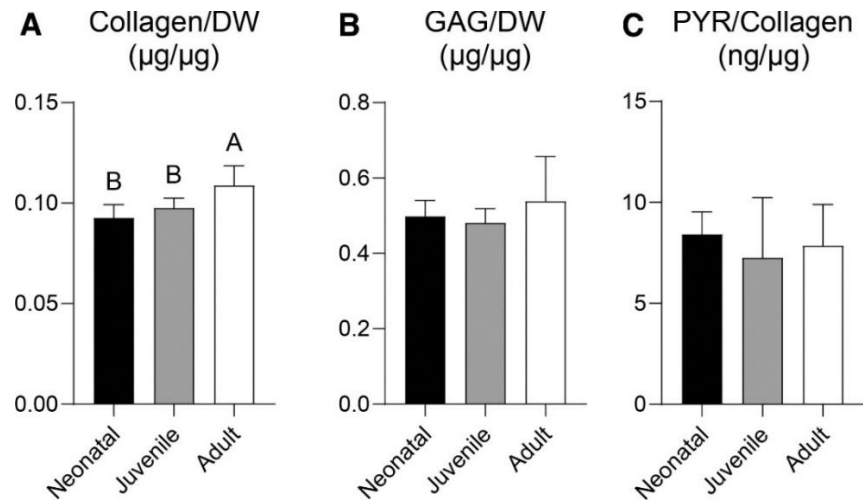 A Collagen/DW
(µg/µg)
0.15
0.10
0.05
0.00
B B A
Neonatal
Juvenile
Adult
B GAG/DW
(µg/µg)
0.8
0.6
0.4
0.2
0.0
Neonatal
Juvenile
Adult
C PYR/Collagen
(ng/µg)
15
10
5
0
Neonatal
Juvenile
Adult